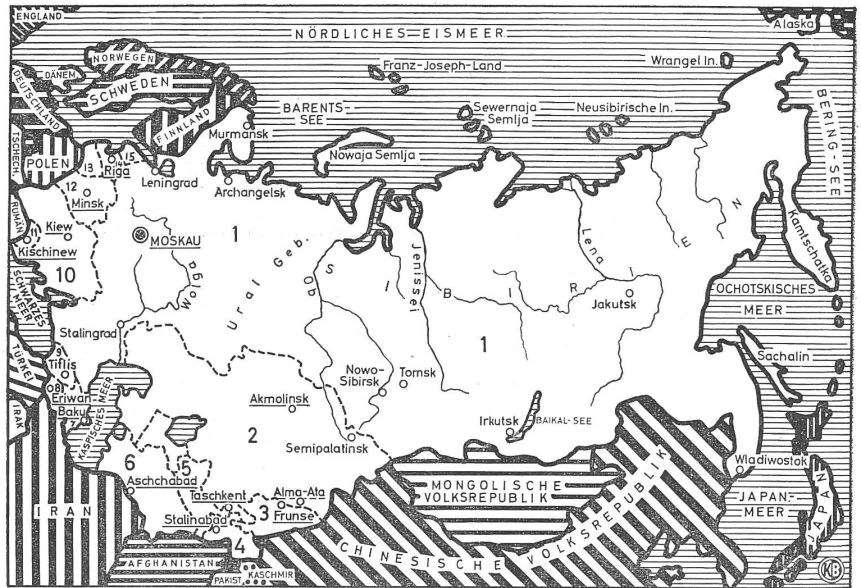 ENGLAND
NÖRDLICHES EISMEER
Alaska
NORWEGEN
Franz-Joseph-Land
Wrangel In.
DÄNEM.
SCHWEDEN
DEUTSCHLAND
FINNLAND
BARENTS-
SEE
Sewernaja
Semlja
Neusibirische In.
BERING-SEE
Murmansk
Nowaja Semlja
TSCHECH.
POLEN
13
Riga
14
15
Leningrad
Archangelsk
12
Minsk
RUMÄN
11
Kiew
Kischinew
MOSKAU
1
10
Wolga
Ural Geb.
Ob
Jenissei
Lena
SIBIRIEN
Kamtschatka
Jakutsk
OCHOTSKISCHES
MEER
SCHWARZES
MEER
Stalingrad
1
Sachalin
TÜRKEI
9
Tiflis
8
Eriwan
Baku
7
KASPISCHES MEER
Nowo-
Sibirsk
Tomsk
Akmolinsk
IRAK
2
Semipalatinsk
Irkutsk
BAIKAL-SEE
6
5
Aschchabad
Taschkent
Alma-Ata
3
Frunse
Stalinabad
4
MONGOLISCHE
VOLKSREPUBLIK
Wladiwostok
IRAN
JAPAN-
MEER
JAPAN
CHINESISCHE VOLKSREPUBLIK
AFGHANISTAN
PAKIST.
KASCHMIR
KB